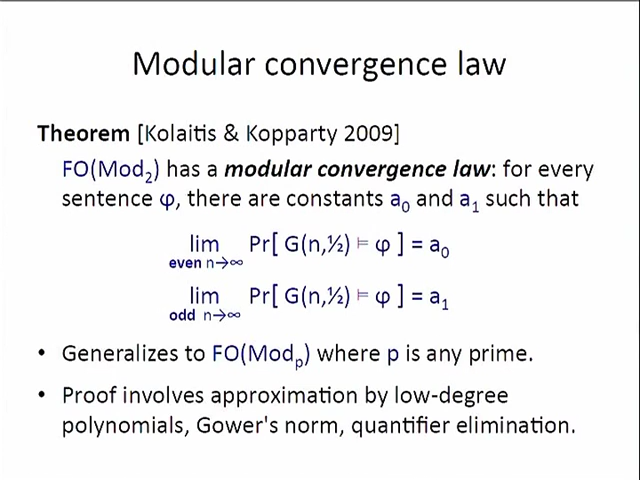 Modular convergence law
Theorem [Kolaitis & Kopparty 2009]
FO(Mod₂) has a modular convergence law: for every
sentence φ, there are constants a₀ and a₁ such that
lim Pr[ G(n,½) ⊨ φ ] = a₀
even n→∞
lim Pr[ G(n,½) ⊨ φ ] = a₁
odd n→∞
• Generalizes to FO(Modₚ) where p is any prime.
• Proof involves approximation by low-degree
polynomials, Gower's norm, quantifier elimination.